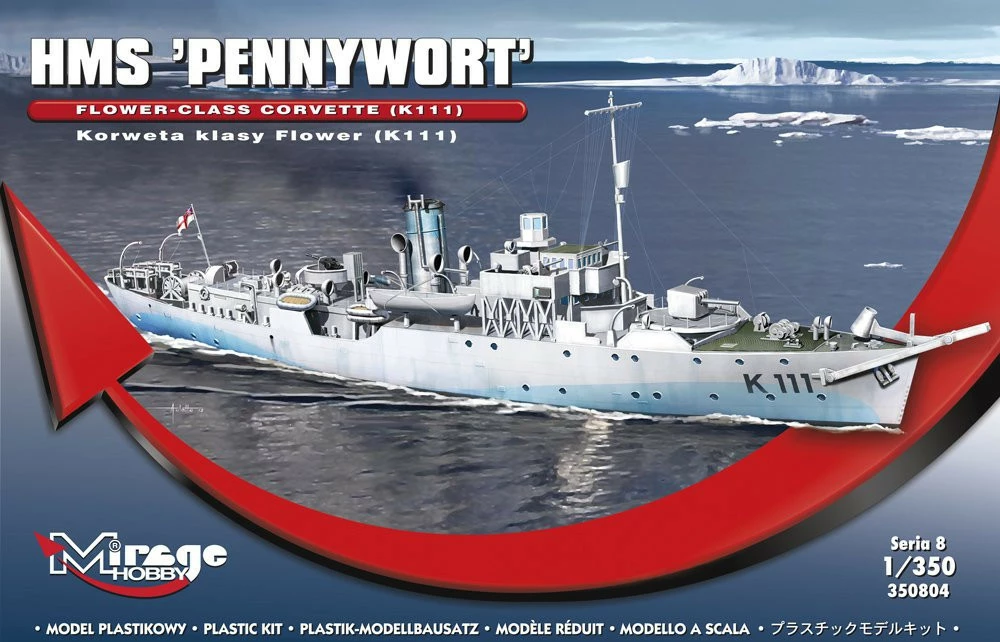 HMS 'PENNYWORT'
FLOWER-CLASS CORVETTE (K111)
Korweta klasy Flower (K111)
K 111
Mirage®
HOBBY
Seria 8
1/350
350804
• MODEL PLASTIKOWY • PLASTIC KIT • PLASTIK-MODELLBAUSATZ • MODÈLE RÉDUIT • MODELLO A SCALA • プラスチックモデルキット •